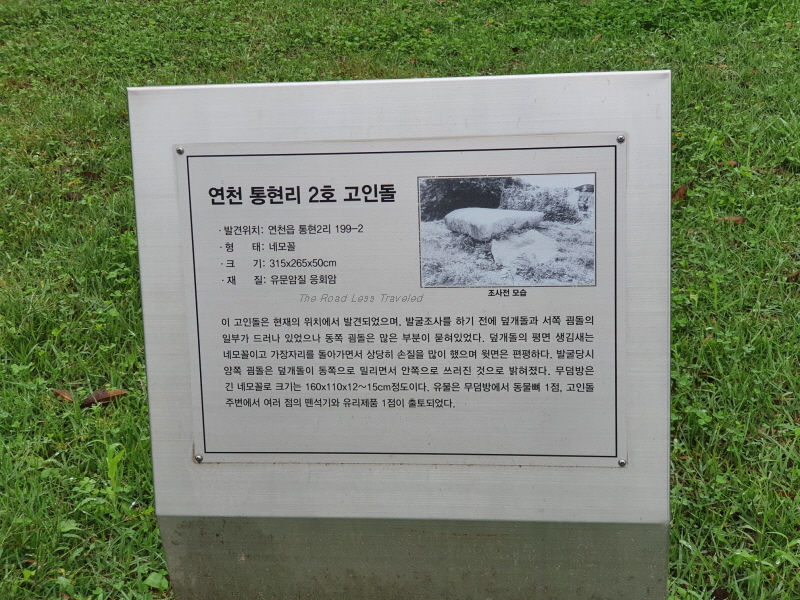 연천 통현리 2호 고인돌
· 발견위치: 연천읍 통현2리 199-2
· 형 태: 네모꼴
· 크 기: 315x265x50cm
· 재 질: 유문암질 응회암
조사전 모습
The Road Less Traveled
이 고인돌은 현재의 위치에서 발견되었으며, 발굴조사를 하기 전에 덮개돌과 서쪽 굄돌의
일부가 드러나 있었으나 동쪽 굄돌은 많은 부분이 묻혀있었다. 덮개돌의 평면 생김새는
네모꼴이고 가장자리를 돌아가면서 상당히 손질을 많이 했으며 윗면은 편평하다. 발굴당시
양쪽 굄돌은 덮개돌이 동쪽으로 밀리면서 안쪽으로 쓰러진 것으로 밝혀졌다. 무덤방은
긴 네모꼴로 크기는 160x110x12~15cm정도이다. 유물은 무덤방에서 동물뼈 1점, 고인돌
주변에서 여러 점의 뗀석기와 유리제품 1점이 출토되었다.